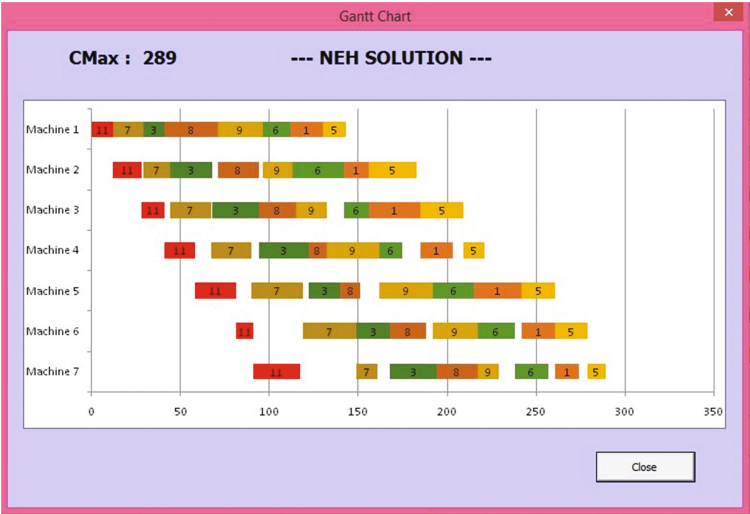 Gantt Chart
×
CMax : 289 --- NEH SOLUTION ---
Machine 1 11 7 3 8 9 6 1 5
Machine 2 11 7 3 8 9 6 1 5
Machine 3 11 7 3 8 9 6 1 5
Machine 4 11 7 3 8 9 6 1 5
Machine 5 11 7 3 8 9 6 1 5
Machine 6 11 7 3 8 9 6 1 5
Machine 7 11 7 3 8 9 6 1 5
0 50 100 150 200 250 300 350
Close